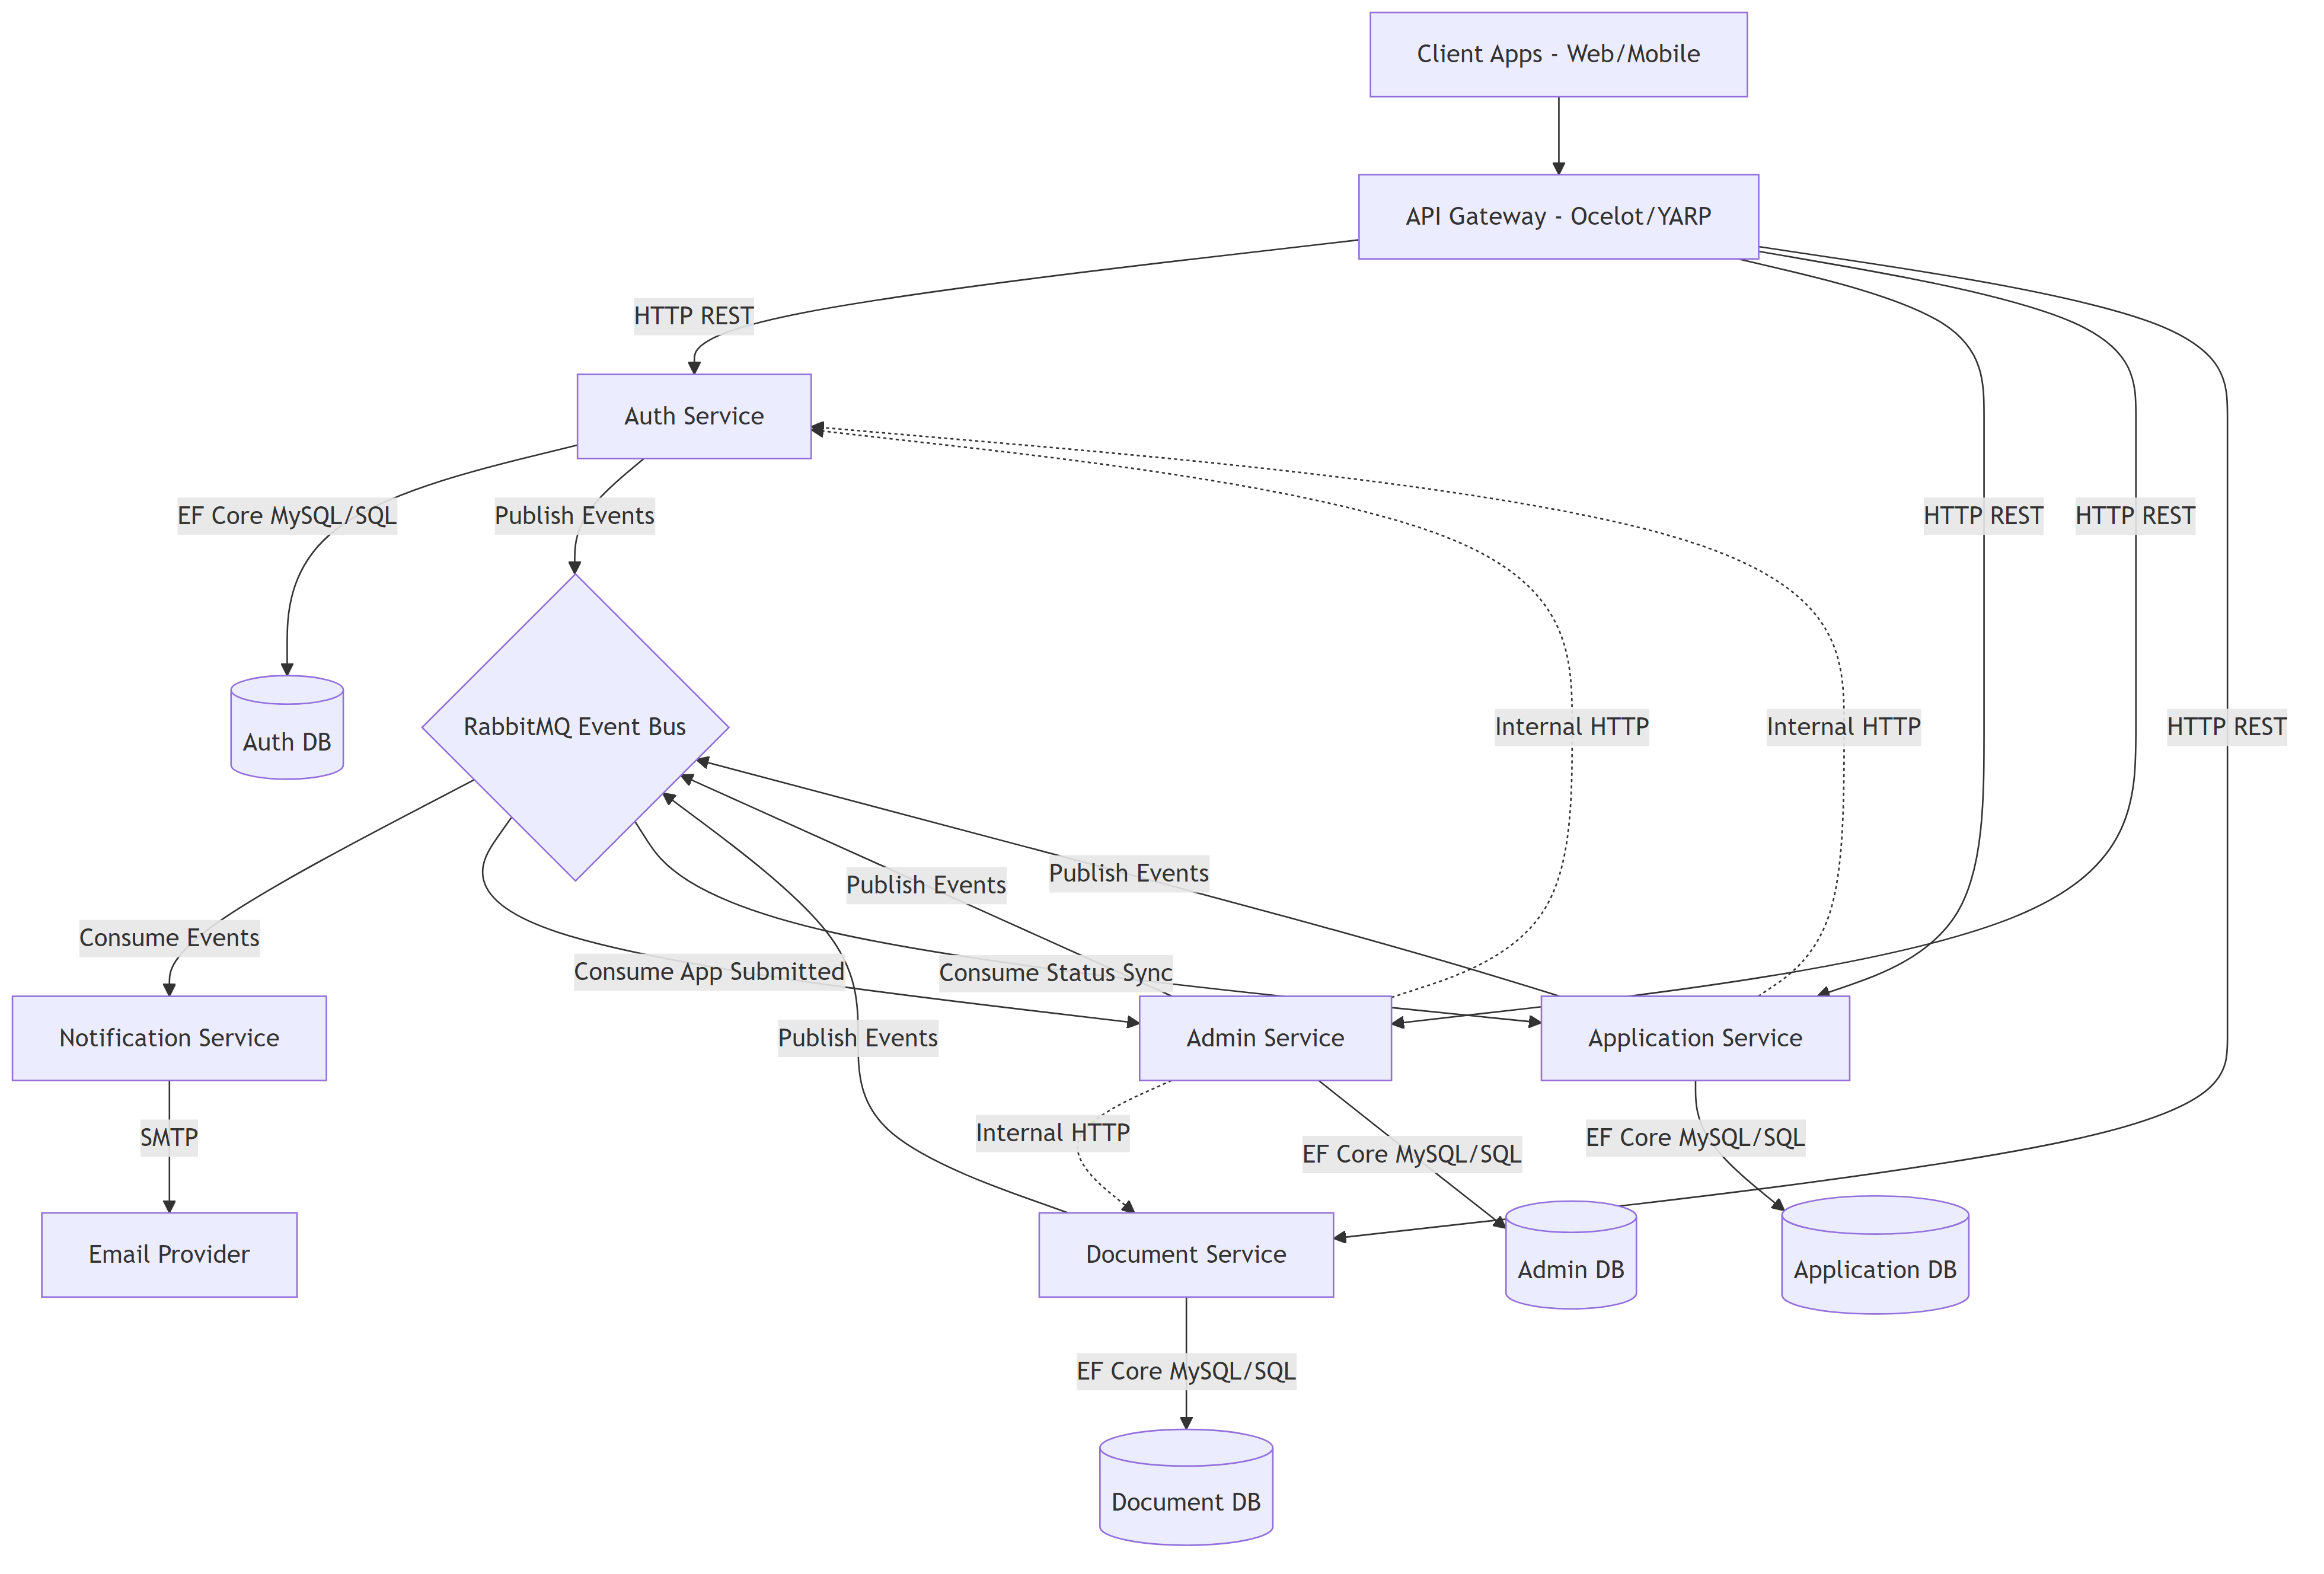 Client Apps - Web/Mobile
API Gateway - Ocelot/YARP
HTTP REST
Auth Service
EF Core MySQL/SQL
Publish Events
HTTP REST
HTTP REST
Auth DB
RabbitMQ Event Bus
Internal HTTP
Internal HTTP
HTTP REST
Publish Events
Publish Events
Consume Events
Consume App Submitted
Consume Status Sync
Notification Service
Publish Events
Admin Service
Application Service
SMTP
Internal HTTP
EF Core MySQL/SQL
EF Core MySQL/SQL
Email Provider
Document Service
Admin DB
Application DB
EF Core MySQL/SQL
Document DB